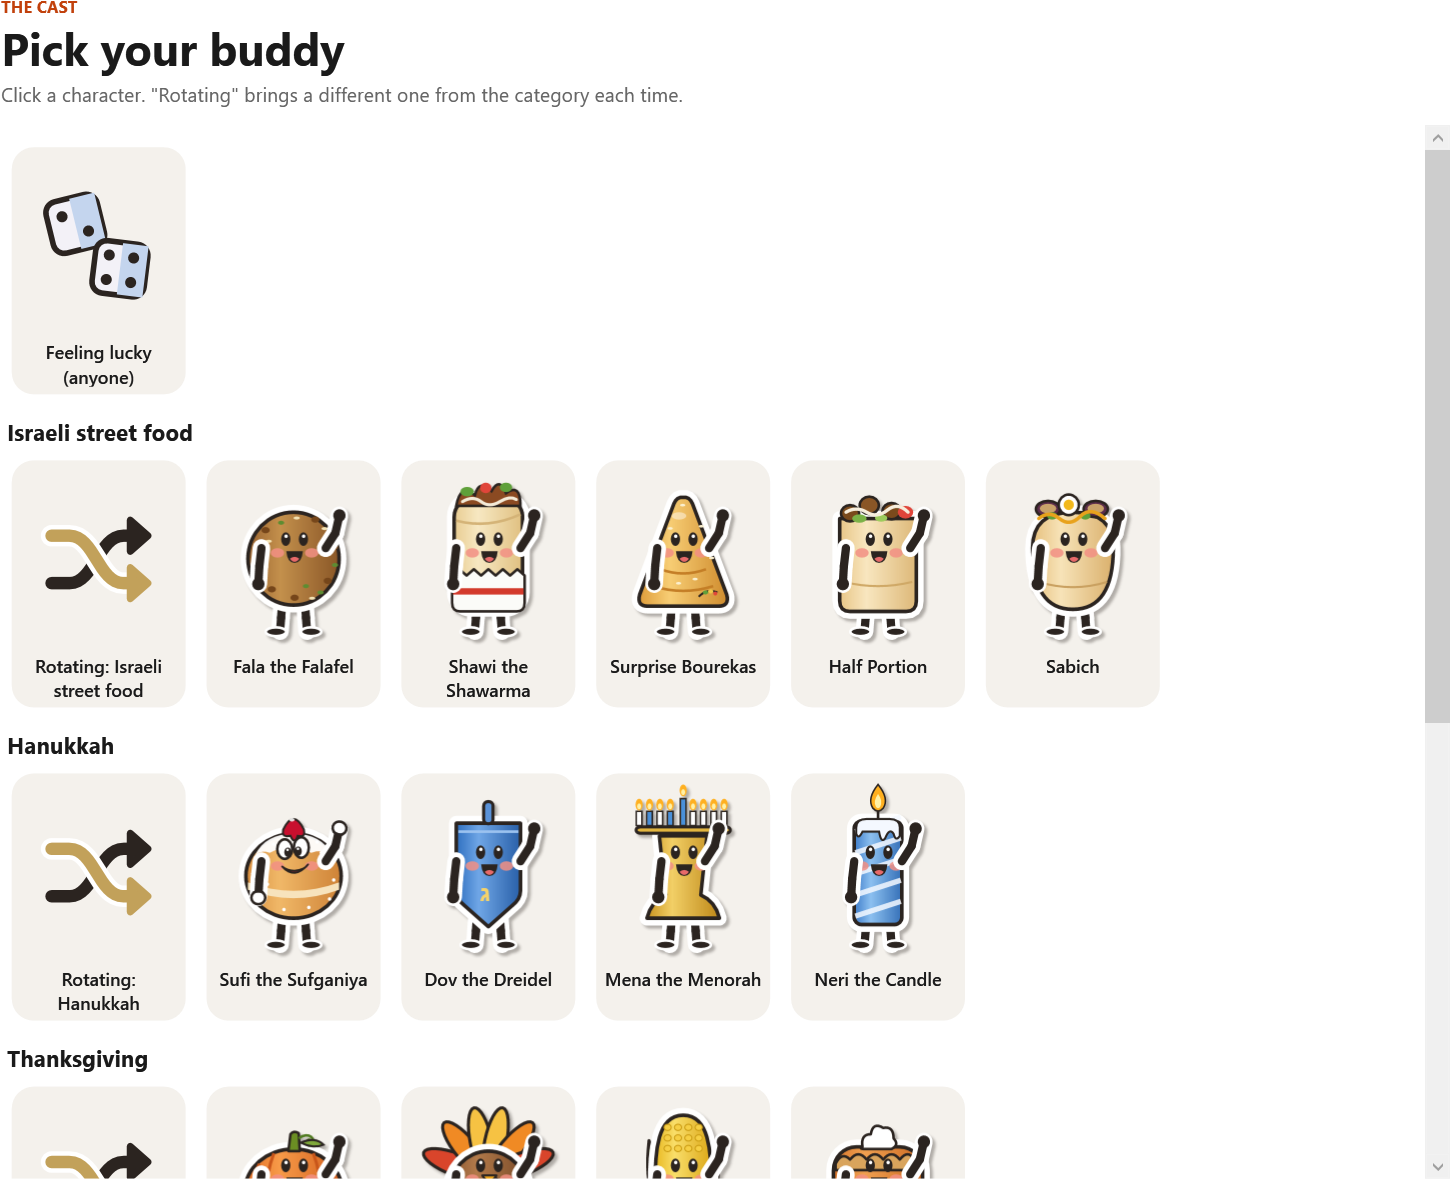 THE CAST
Pick your buddy
Click a character. "Rotating" brings a different one from the category each time.
Feeling lucky
(anyone)
Israeli street food
Rotating: Israeli
street food
Fala the Falafel
Shawi the
Shawarma
Surprise Bourekas
Half Portion
Sabich
Hanukkah
ג
Rotating:
Hanukkah
Sufi the Sufganiya
Dov the Dreidel
Mena the Menorah
Neri the Candle
Thanksgiving